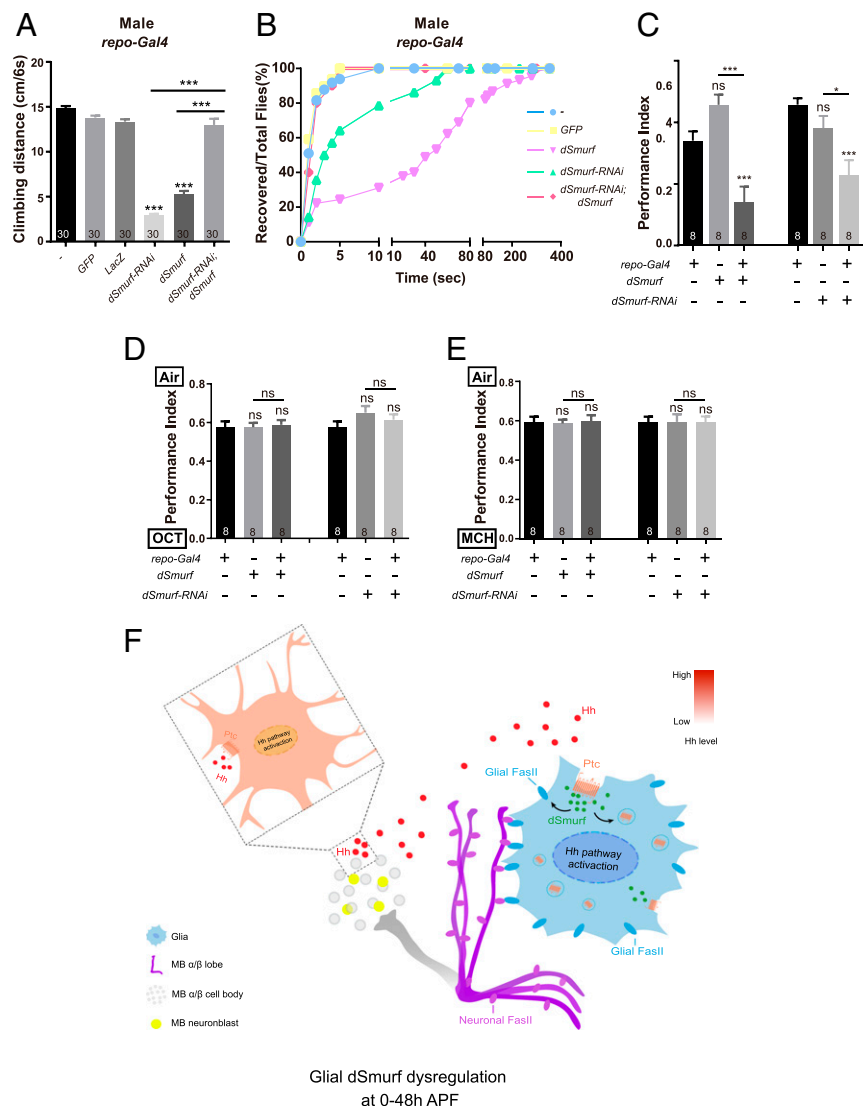 A
Male
repo-Gal4
Climbing distance (cm/6s)
20
15
10
5
0
***
***
***
***
30 30 30 30 30 30
-
GFP
LacZ
dSmurf-RNAi
dSmurf
dSmurf-RNAi;
dSmurf
B
Male
repo-Gal4
Recovered/Total Flies(%)
100
80
60
40
20
0
0 5 10 10 40 80 80 200 400
Time (sec)
-
GFP
dSmurf
dSmurf-RNAi
dSmurf-RNAi;
dSmurf
C
Performance Index
0.6
0.4
0.2
0.0
ns
***
***
ns
*
***
8 8 8 8 8 8
repo-Gal4 + - + + - +
dSmurf - + + - - -
dSmurf-RNAi - - - - + +
D
Air
OCT
Performance Index
0.8
0.6
0.4
0.2
0.0
ns
ns ns
ns
ns ns
8 8 8 8 8 8
repo-Gal4 + - + + - +
dSmurf - + + - - -
dSmurf-RNAi - - - - + +
E
Air
MCH
Performance Index
0.8
0.6
0.4
0.2
0.0
ns
ns ns
ns
ns ns
8 8 8 8 8 8
repo-Gal4 + - + + - +
dSmurf - + + - - -
dSmurf-RNAi - - - - + +
F
Ptc
Hh
Hh pathway
activaction
Hh
Hh
High
Low
Hh level
Ptc
Glial FasII
dSmurf
Hh pathway
activaction
Glial FasII
Neuronal FasII
Glia
MB α/β lobe
MB α/β cell body
MB neuronblast
Glial dSmurf dysregulation
at 0-48h APF